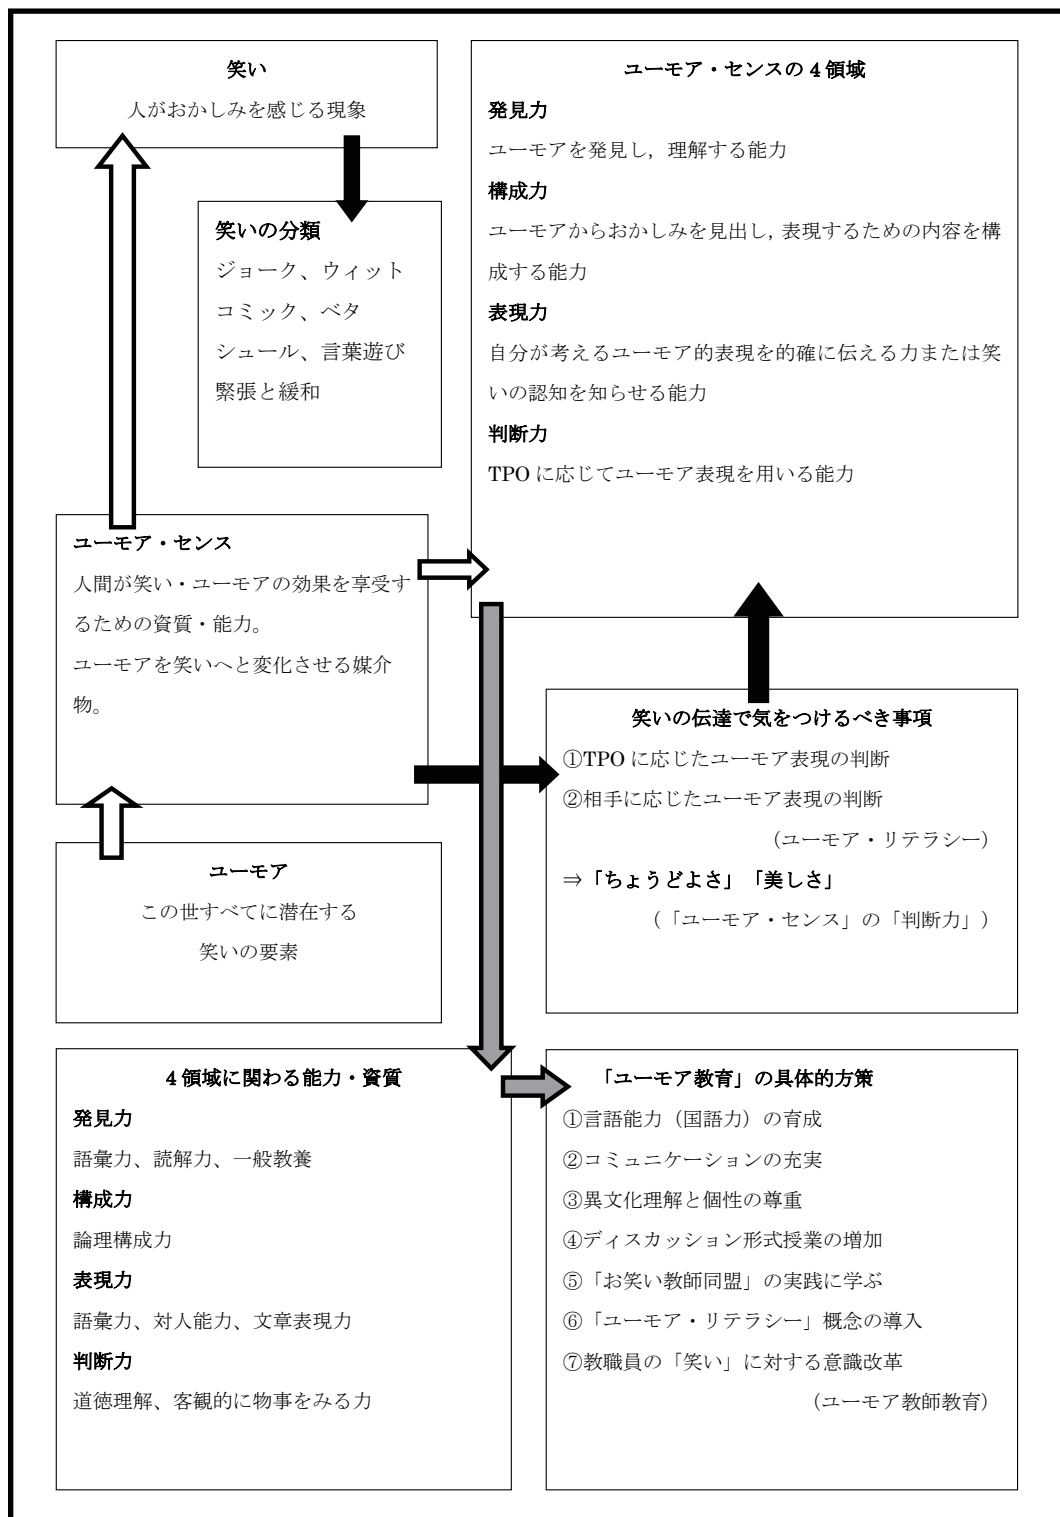 笑い
人がおかしみを感じる現象
笑いの分類
ジョーク、ウィット
コミック、ベタ
シュール、言葉遊び
緊張と緩和
ユーモア・センスの4領域
発見力
ユーモアを発見し，理解する能力
構成力
ユーモアからおかしみを見出し，表現するための内容を構
成する能力
表現力
自分が考えるユーモア的表現を的確に伝える力または笑
いの認知を知らせる能力
判断力
TPOに応じてユーモア表現を用いる能力
ユーモア・センス
人間が笑い・ユーモアの効果を享受す
るための資質・能力。
ユーモアを笑いへと変化させる媒介
物。
笑いの伝達で気をつけるべき事項
①TPOに応じたユーモア表現の判断
②相手に応じたユーモア表現の判断
（ユーモア・リテラシー）
⇒「ちょうどよさ」「美しさ」
（「ユーモア・センス」の「判断力」）
ユーモア
この世すべてに潜在する
笑いの要素
4領域に関わる能力・資質
発見力
語彙力、読解力、一般教養
構成力
論理構成力
表現力
語彙力、対人能力、文章表現力
判断力
道徳理解、客観的に物事をみる力
「ユーモア教育」の具体的方策
①言語能力（国語力）の育成
②コミュニケーションの充実
③異文化理解と個性の尊重
④ディスカッション形式授業の増加
⑤「お笑い教師同盟」の実践に学ぶ
⑥「ユーモア・リテラシー」概念の導入
⑦教職員の「笑い」に対する意識改革
（ユーモア教師教育）